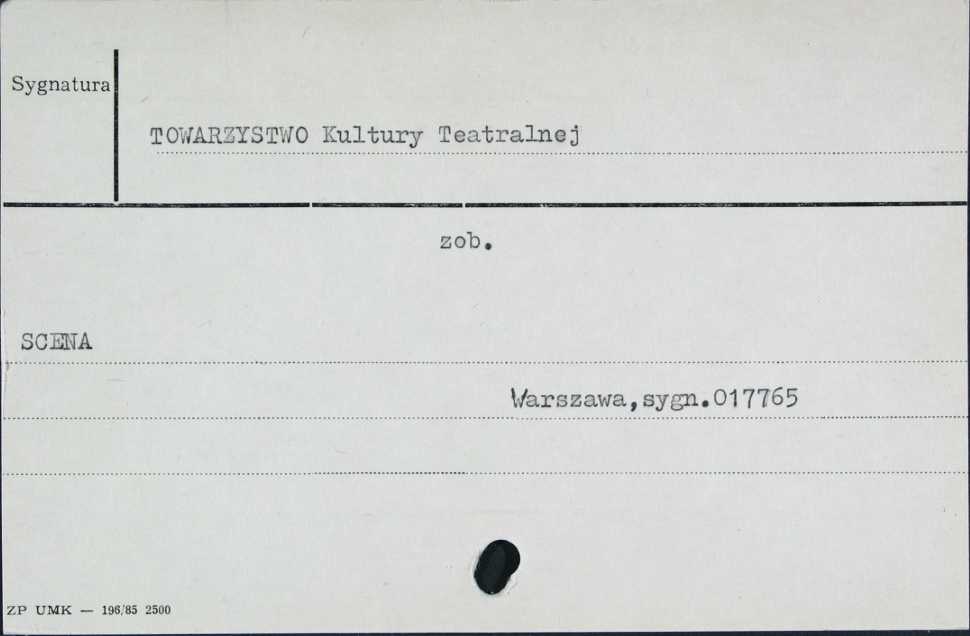 Sygnatura
TOWARZYSTWO Kultury Teatralnej
zob.
SCENA
Warszawa,sygn.017765
ZP UMK — 196/85 2500